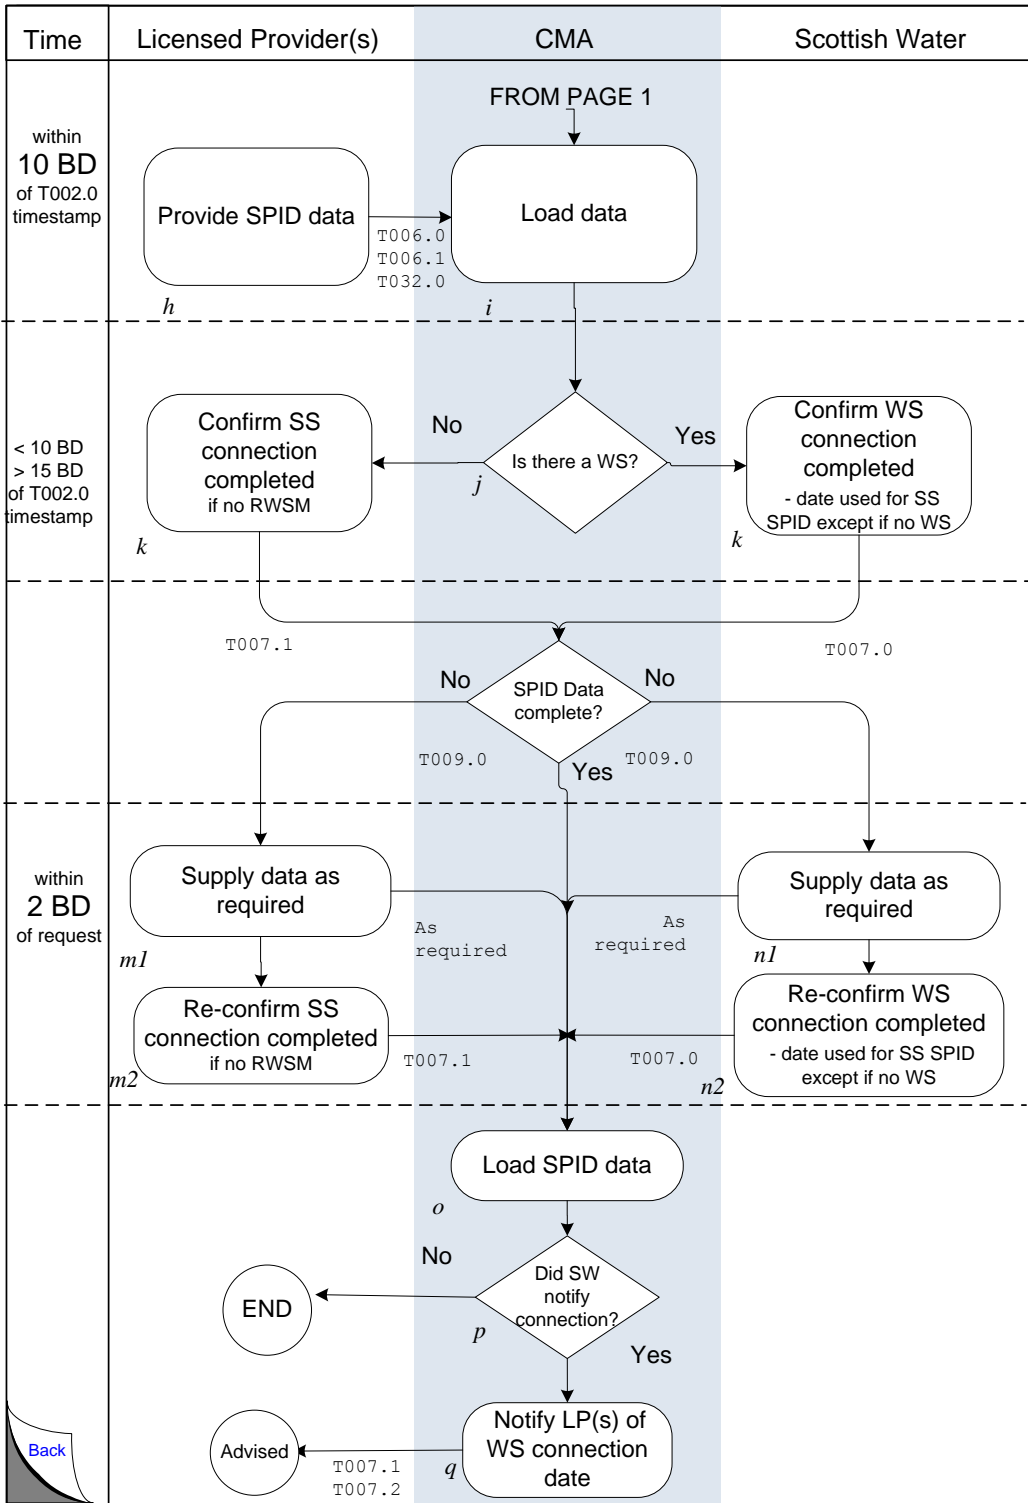 Time
Licensed Provider(s)
CMA
Scottish Water
FROM PAGE 1
within
10 BD
of T002.0
timestamp
Provide SPID data
Load data
T006.0
T006.1
T032.0
h
i
< 10 BD
> 15 BD
of T002.0
timestamp
Confirm SS
connection
completed
if no RWSM
k
No
Is there a WS?
j
Yes
Confirm WS
connection
completed
- date used for SS
SPID except if no WS
k
T007.1
T007.0
No
SPID Data
complete?
No
T009.0
Yes
T009.0
within
2 BD
of request
Supply data as
required
m1
As
required
As
required
Supply data as
required
n1
Re-confirm SS
connection completed
if no RWSM
m2
T007.1
T007.0
Re-confirm WS
connection completed
- date used for SS SPID
except if no WS
n2
Load SPID data
o
No
Did SW
notify
connection?
p
END
Yes
Notify LP(s) of
WS connection
date
q
Advised
T007.1
T007.2
Back